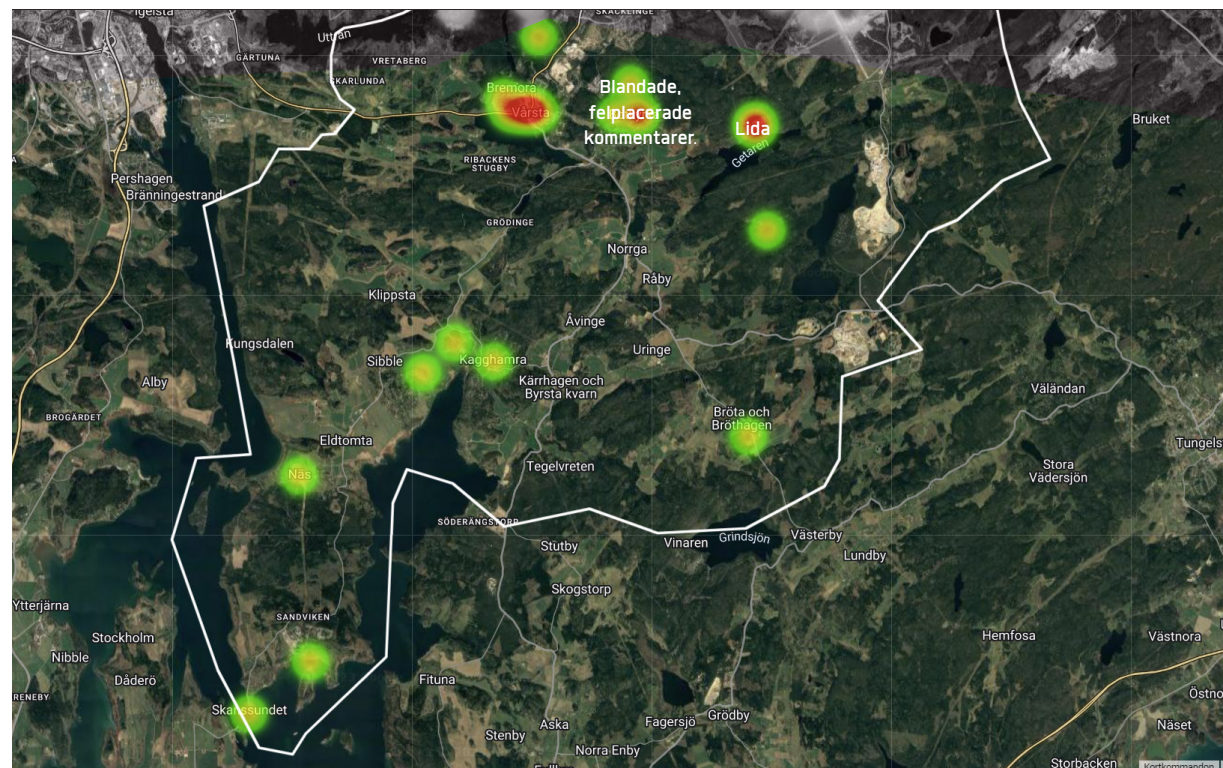 SKÄCKLINGE
Uttran
GÄRTUNA
VRETABERG
SKARLUNDA
Bremora
Vårsta
Blandade,
felplacerade
kommentarer.
Lida
Getaren
Bruket
RIBACKENS
STUGBY
Pershagen
Bränningestrand
GRÖDINGE
Norrga
Råby
Klippsta
Åvinge
Kungsdalen
Sibble
Kagghamra
Uringe
Alby
Kärrhagen och
Byrsta kvarn
Väländan
BROGÅRDET
Bröta och
Bröthagen
Eldtomta
Tungels
Näs
Tegelvreten
Stora
Vädersjön
SÖDERÄNGSTORP
Stutby
Vinaren
Grindsjön
Västerby
Lundby
Skogstorp
Ytterjärna
SANDVIKEN
Stockholm
Hemfosa
Västnora
Nibble
Dåderö
Fituna
RENEBY
Östno
Skanssundet
Aska
Fagersjö
Grödby
Näset
Stenby
Norra Enby
Storbacken
Kortkommandon